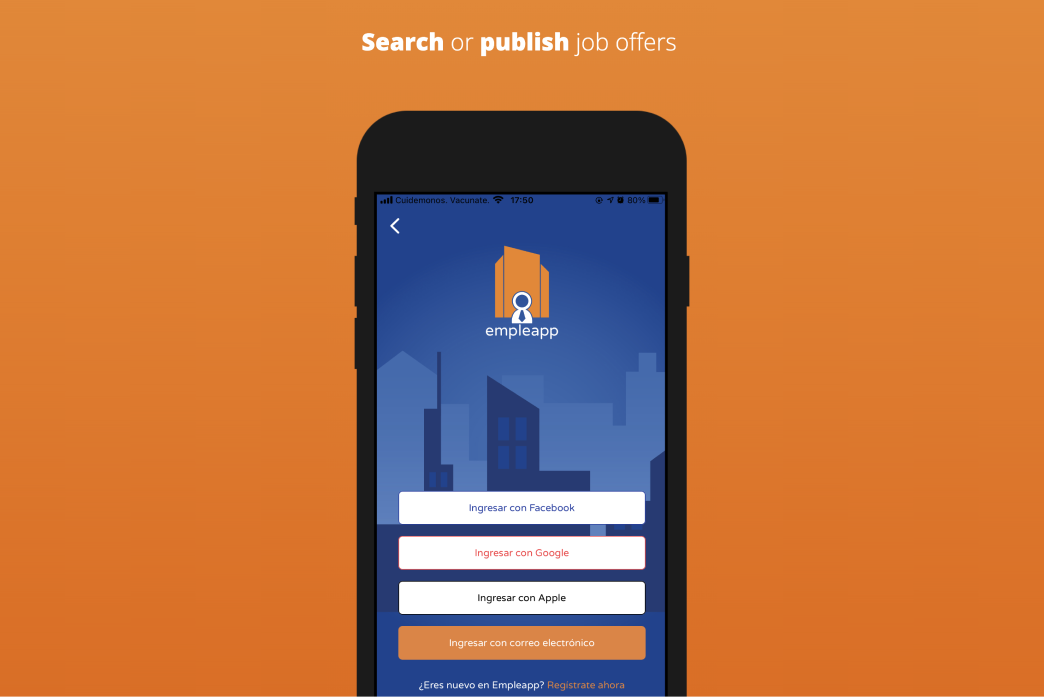 Search or publish job offers
Cuidemonos. Vacunate. 17:50 80%
empleapp
Ingresar con Facebook
Ingresar con Google
Ingresar con Apple
Ingresar con correo electrónico
¿Eres nuevo en Empleapp? Regístrate ahora